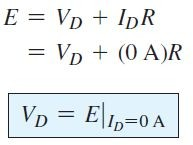 E = V_D + I_D R
= V_D + (0 A)R
V_D = E|_{I_D=0 A}